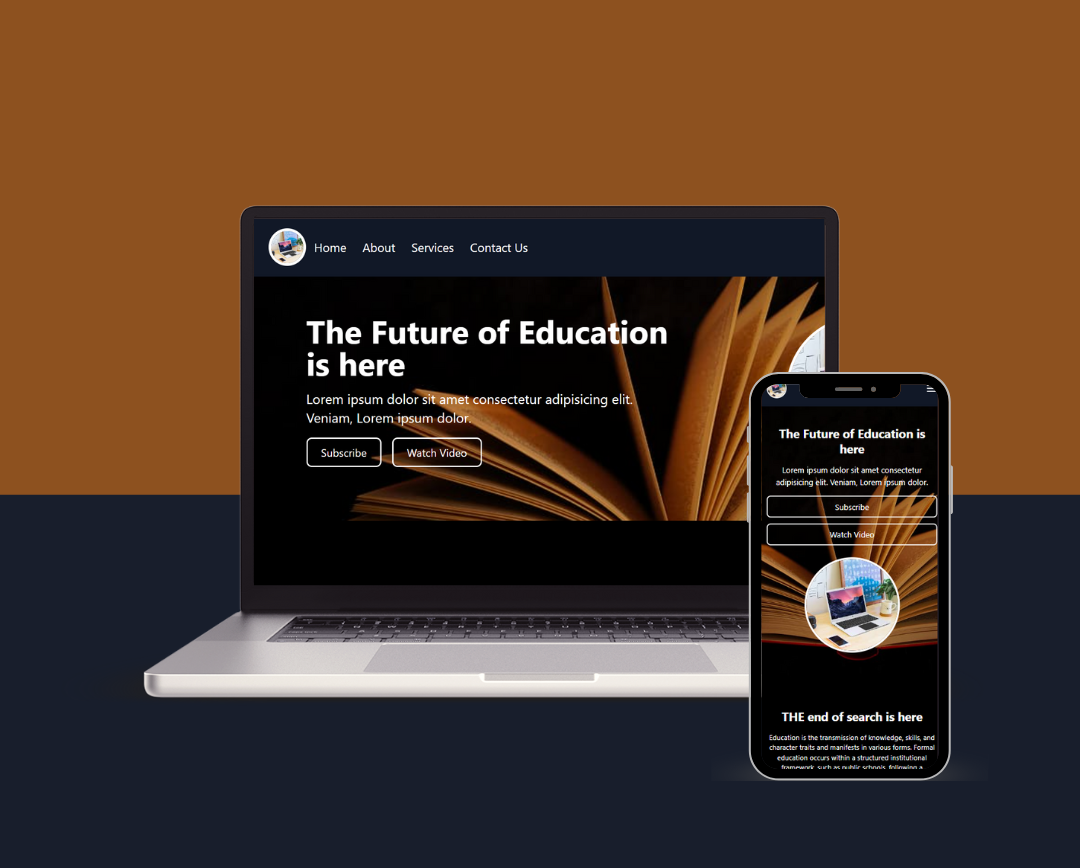 Home About Services Contact Us
The Future of Education
is here
Lorem ipsum dolor sit amet consectetur adipisicing elit.
Veniam, Lorem ipsum dolor.
Subscribe Watch Video
The Future of Education is
here
Lorem ipsum dolor sit amet consectetur
adipisicing elit. Veniam, Lorem ipsum dolor.
Subscribe
Watch Video
THE end of search is here
Education is the transmission of knowledge, skills, and
character traits and manifests in various forms. Formal
education occurs within a structured institutional
framework, such as public schools, following a